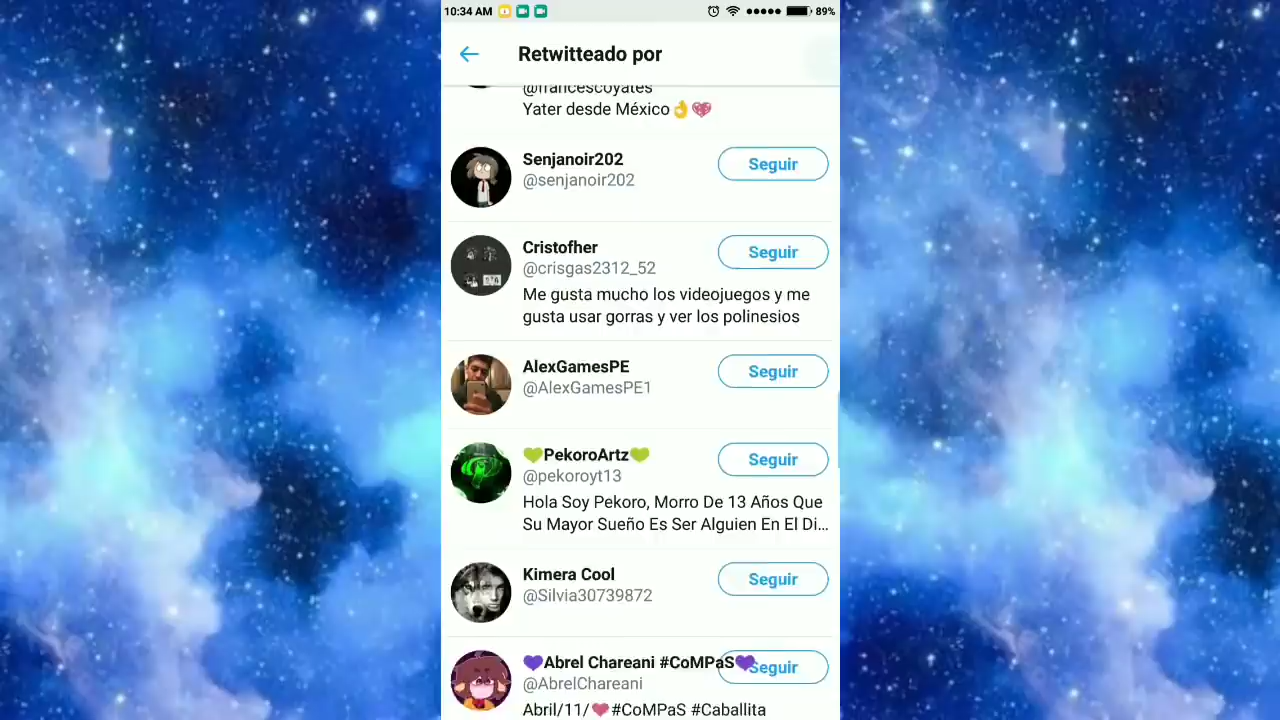 10:34 AM
89%
Retwitteado por
@francescoyates
Yater desde México👌💖
Senjanoir202
Seguir
@senjanoir202
Cristofher
Seguir
@crisgas2312_52
Me gusta mucho los videojuegos y me
gusta usar gorras y ver los polinesios
AlexGamesPE
Seguir
@AlexGamesPE1
💚PekoroArtz💚
Seguir
@pekoroyt13
Hola Soy Pekoro, Morro De 13 Años Que
Su Mayor Sueño Es Ser Alguien En El Di...
Kimera Cool
Seguir
@Silvia30739872
💜Abrel Chareani #CoMPaS💜
Seguir
@AbrelChareani
Abril/11/💗#CoMPaS #Caballita